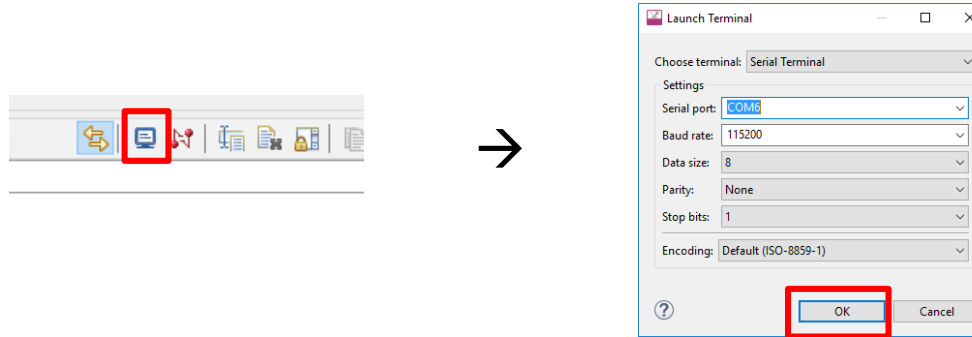 Launch Terminal
Choose terminal: Serial Terminal
Settings
Serial port: COM6
Baud rate: 115200
Data size: 8
Parity: None
Stop bits: 1
Encoding: Default (ISO-8859-1)
OK Cancel